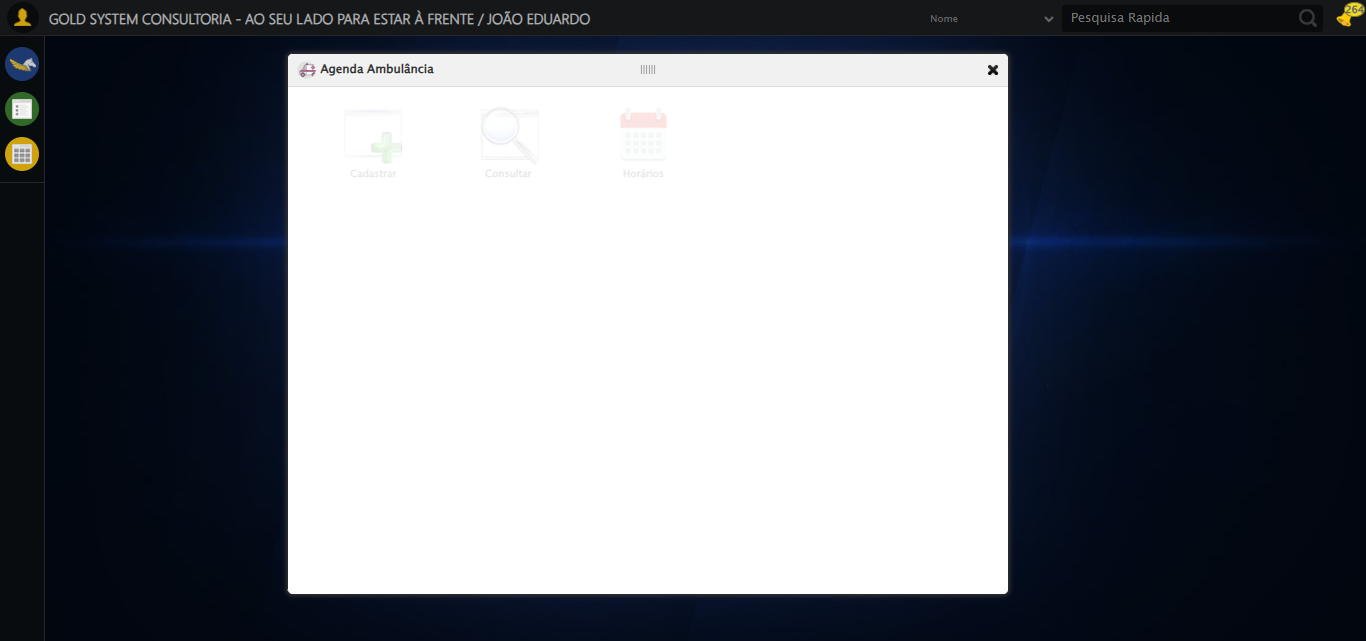 GOLD SYSTEM CONSULTORIA - AO SEU LADO PARA ESTAR À FRENTE / JOÃO EDUARDO
Nome
Pesquisa Rapida
264
Agenda Ambulância
Cadastrar
Consultar
Horários